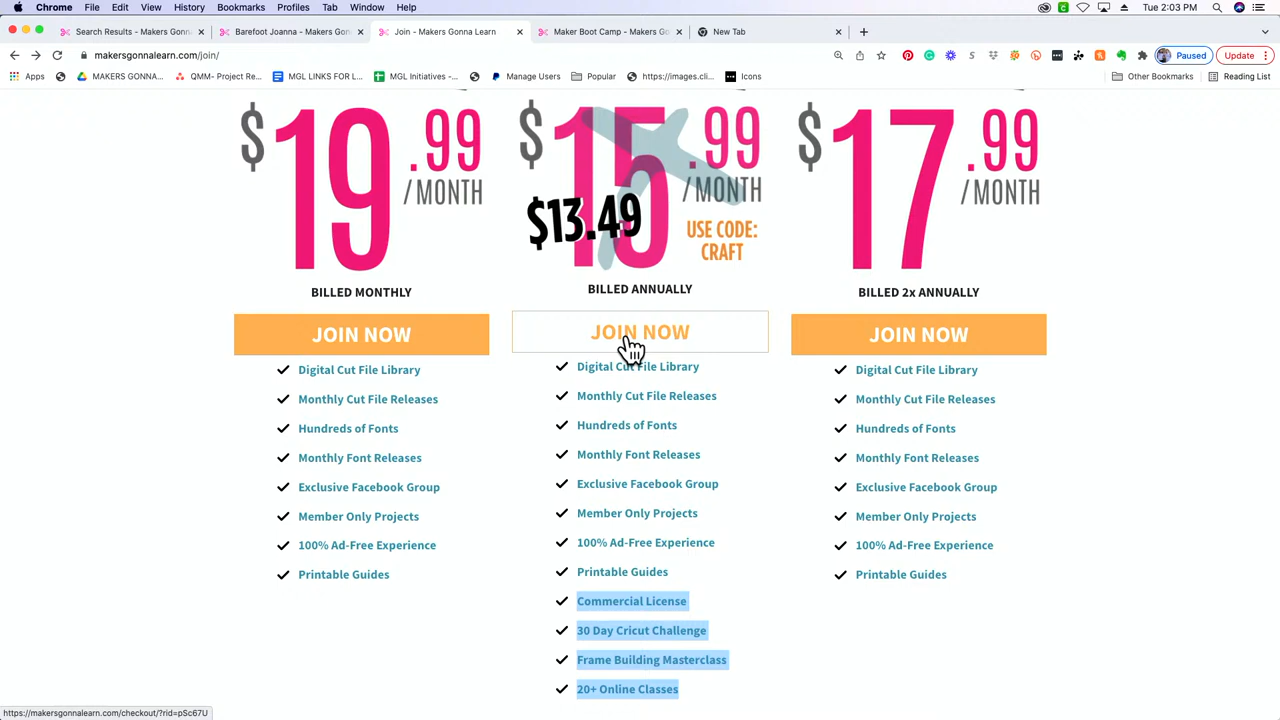 Chrome File Edit View History Bookmarks Profiles Tab Window Help Tue 2:03 PM
Search Results - Makers Gonna Barefoot Joanna - Makers Gonn Join - Makers Gonna Learn Maker Boot Camp - Makers Go New Tab
makersgonnalearn.com/join/ Paused Update
Apps MAKERS GONNA... QMM- Project Re... MGL LINKS FOR L... MGL Initiatives -... Manage Users Popular https://images.cli... Icons Other Bookmarks Reading List
$19.99
/MONTH
BILLED MONTHLY
JOIN NOW
Digital Cut File Library
Monthly Cut File Releases
Hundreds of Fonts
Monthly Font Releases
Exclusive Facebook Group
Member Only Projects
100% Ad-Free Experience
Printable Guides
$15.99
/MONTH
$13.49
USE CODE:
CRAFT
BILLED ANNUALLY
JOIN NOW
Digital Cut File Library
Monthly Cut File Releases
Hundreds of Fonts
Monthly Font Releases
Exclusive Facebook Group
Member Only Projects
100% Ad-Free Experience
Printable Guides
Commercial License
30 Day Cricut Challenge
Frame Building Masterclass
20+ Online Classes
$17.99
/MONTH
BILLED 2x ANNUALLY
JOIN NOW
Digital Cut File Library
Monthly Cut File Releases
Hundreds of Fonts
Monthly Font Releases
Exclusive Facebook Group
Member Only Projects
100% Ad-Free Experience
Printable Guides
https://makersgonnalearn.com/checkout/?rid=pSc67U